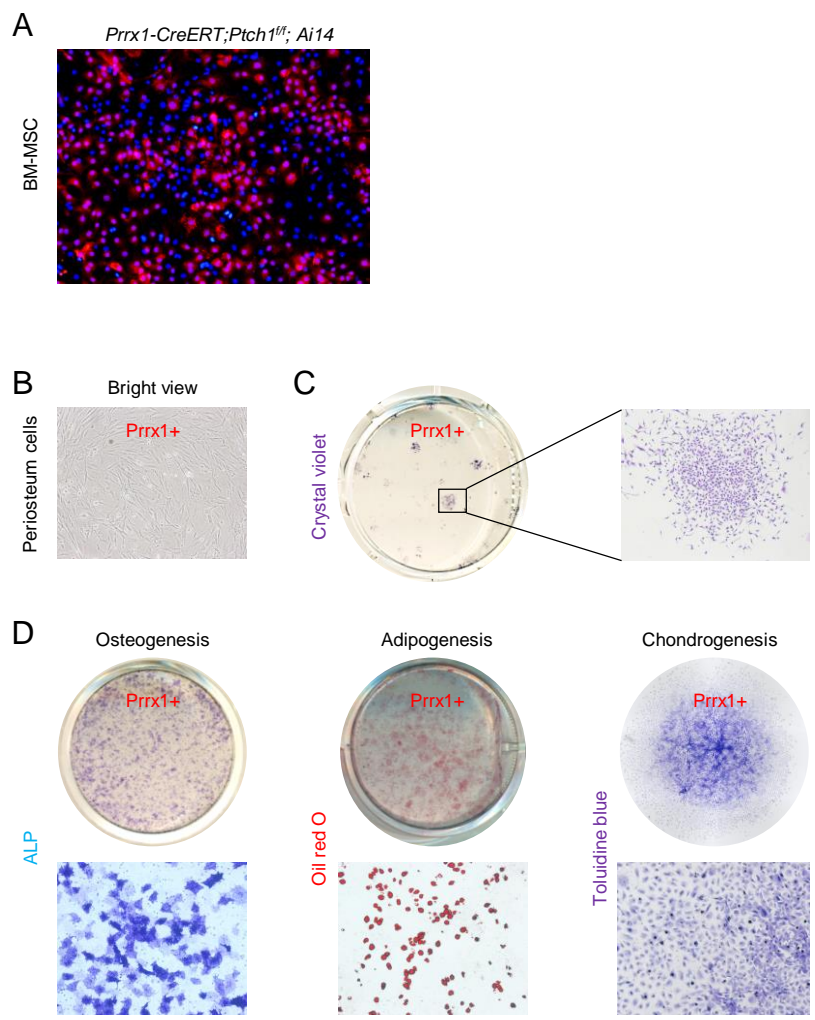 A
Prrx1-CreERT;Ptch1f/f; Ai14
BM-MSC
B
Bright view
Prrx1+
Periosteum cells
C
Prrx1+
Crystal violet
D
Osteogenesis
Adipogenesis
Chondrogenesis
Prrx1+
Prrx1+
Prrx1+
ALP
Oil red O
Toluidine blue